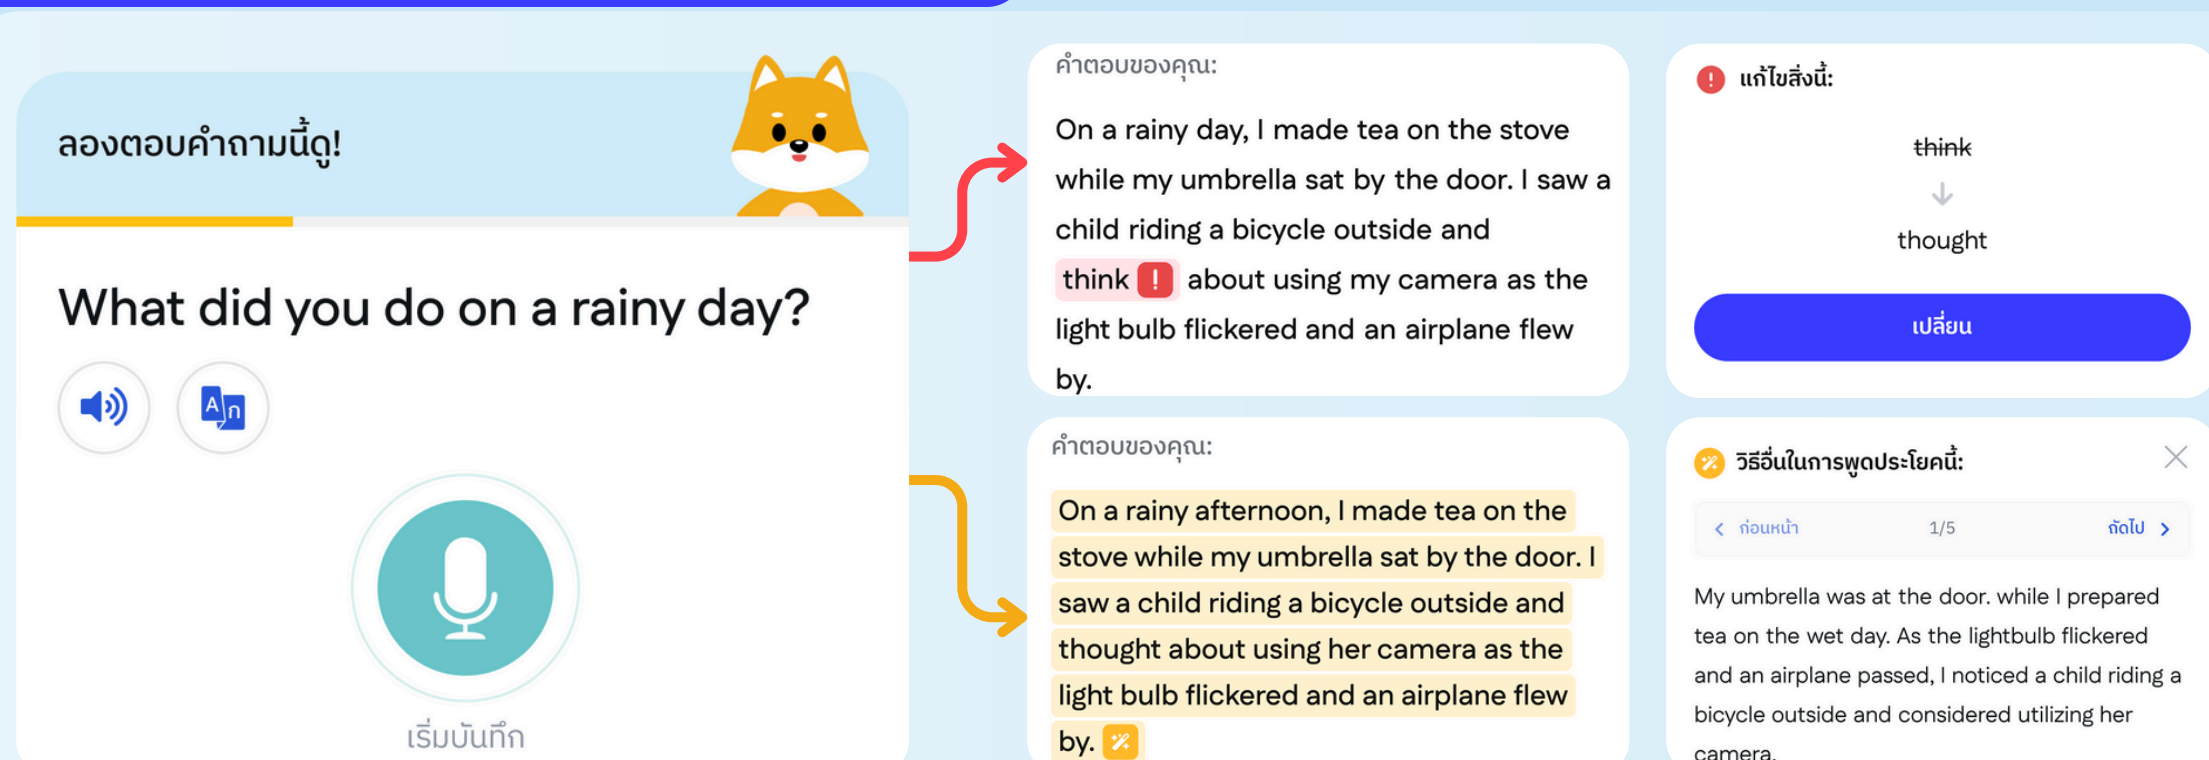 ลองตอบคำถามนี้ดู!
What did you do on a rainy day?
A ก
เริ่มบันทึก
คำตอบของคุณ:
On a rainy day, I made tea on the stove
while my umbrella sat by the door. I saw a
child riding a bicycle outside and
think ! about using my camera as the
light bulb flickered and an airplane flew
by.
! แก้ไขสิ่งนี้:
think
thought
เปลี่ยน
คำตอบของคุณ:
On a rainy afternoon, I made tea on the
stove while my umbrella sat by the door. I
saw a child riding a bicycle outside and
thought about using her camera as the
light bulb flickered and an airplane flew
by.
วิธีอื่นในการพูดประโยคนี้:
ก่อนหน้า 1/5 ถัดไป
My umbrella was at the door. while I prepared
tea on the wet day. As the lightbulb flickered
and an airplane passed, I noticed a child riding a
bicycle outside and considered utilizing her
camera.